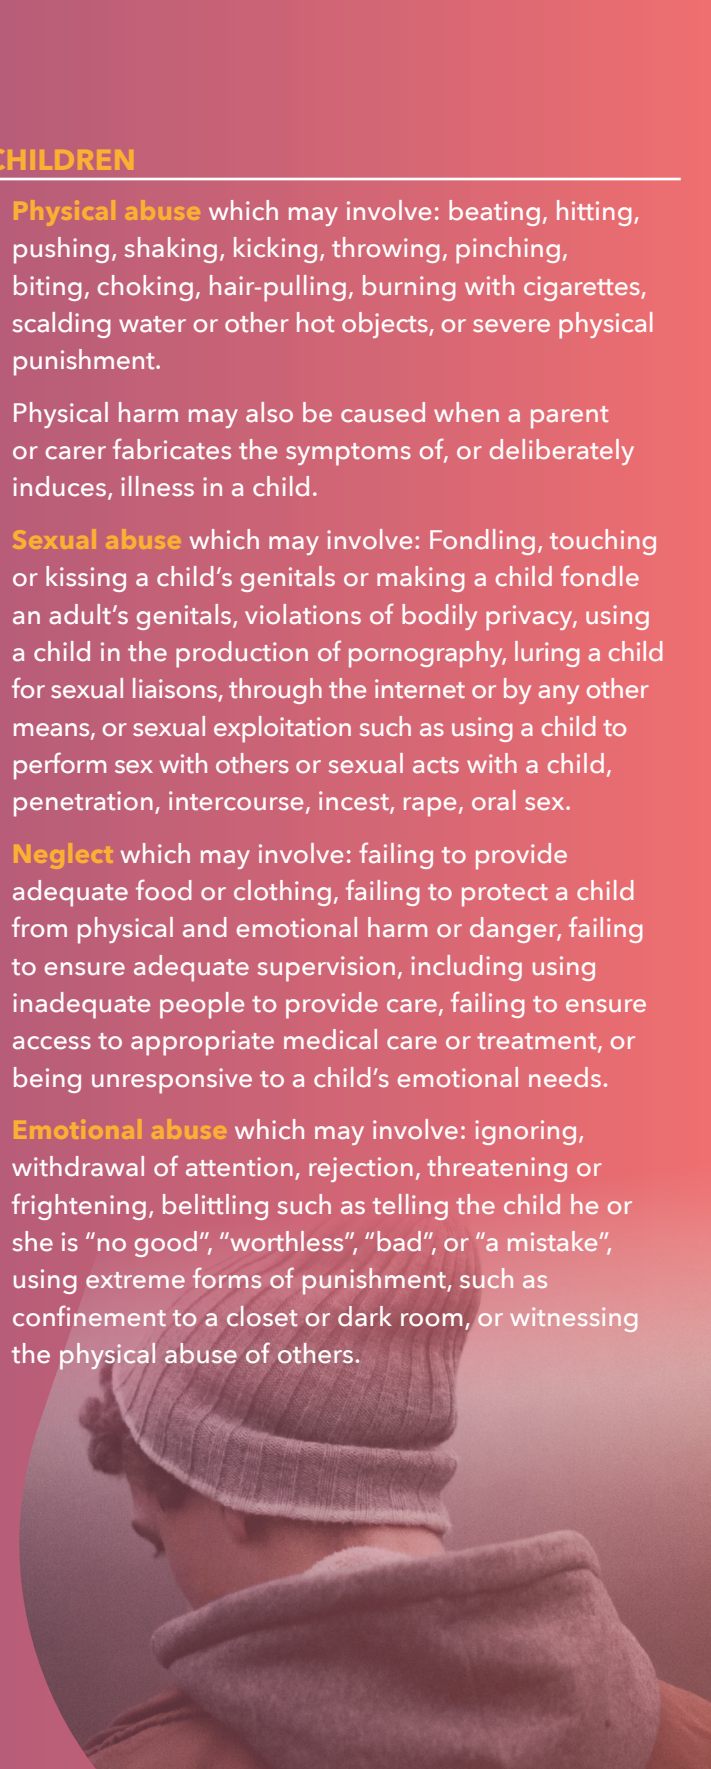 CHILDREN
Physical abuse which may involve: beating, hitting,
pushing, shaking, kicking, throwing, pinching,
biting, choking, hair-pulling, burning with cigarettes,
scalding water or other hot objects, or severe physical
punishment.
Physical harm may also be caused when a parent
or carer fabricates the symptoms of, or deliberately
induces, illness in a child.
Sexual abuse which may involve: Fondling, touching
or kissing a child’s genitals or making a child fondle
an adult’s genitals, violations of bodily privacy, using
a child in the production of pornography, luring a child
for sexual liaisons, through the internet or by any other
means, or sexual exploitation such as using a child to
perform sex with others or sexual acts with a child,
penetration, intercourse, incest, rape, oral sex.
Neglect which may involve: failing to provide
adequate food or clothing, failing to protect a child
from physical and emotional harm or danger, failing
to ensure adequate supervision, including using
inadequate people to provide care, failing to ensure
access to appropriate medical care or treatment, or
being unresponsive to a child’s emotional needs.
Emotional abuse which may involve: ignoring,
withdrawal of attention, rejection, threatening or
frightening, belittling such as telling the child he or
she is “no good”, “worthless”, “bad”, or “a mistake”,
using extreme forms of punishment, such as
confinement to a closet or dark room, or witnessing
the physical abuse of others.